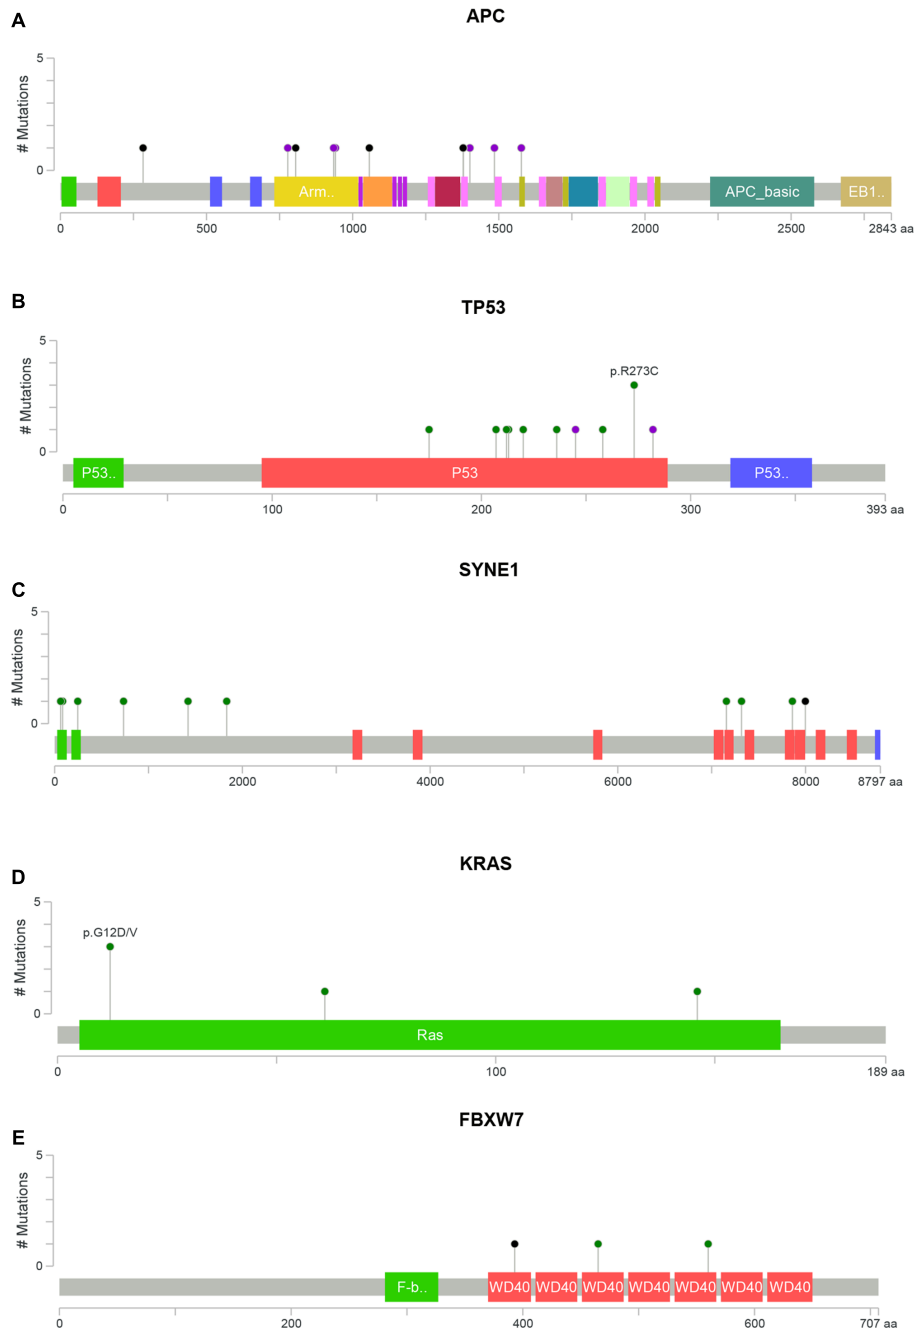 A
APC
# Mutations
5
0
Arm..
APC_basic
EB1..
0 500 1000 1500 2000 2500 2843 aa
B
TP53
# Mutations
5
0
p.R273C
P53..
P53
P53..
0 100 200 300 393 aa
C
SYNE1
# Mutations
5
0
0 2000 4000 6000 8000 8797 aa
D
KRAS
# Mutations
5
0
p.G12D/V
Ras
0 100 189 aa
E
FBXW7
# Mutations
5
0
F-b..
WD40 WD40 WD40 WD40 WD40 WD40 WD40
0 200 400 600 707 aa